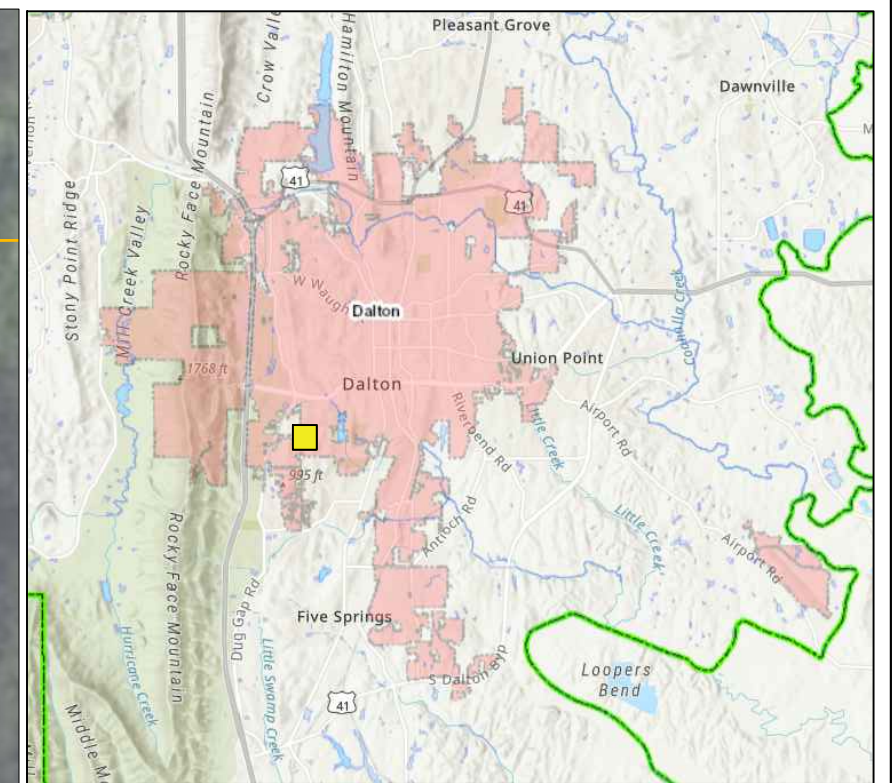 Pleasant Grove
Crow Valle
Hamilton Mountain
Dawnville
41
41
Rocky Face Mountain
Stony Point Ridge
Mill Creek Valley
W Waugh
Dalton
Coahulla Creek
Union Point
1768 ft
Dalton
Riverbend Rd
Little Creek
Airport Rd
995 ft
Antioch Rd
Little Creek
Airport Rd
Rocky Face Mountain
Dug Gap Rd
Five Springs
Hurricane Creek
Little Swamp Creek
S Dalton Byp
Loopers
Bend
41
Middle Mo